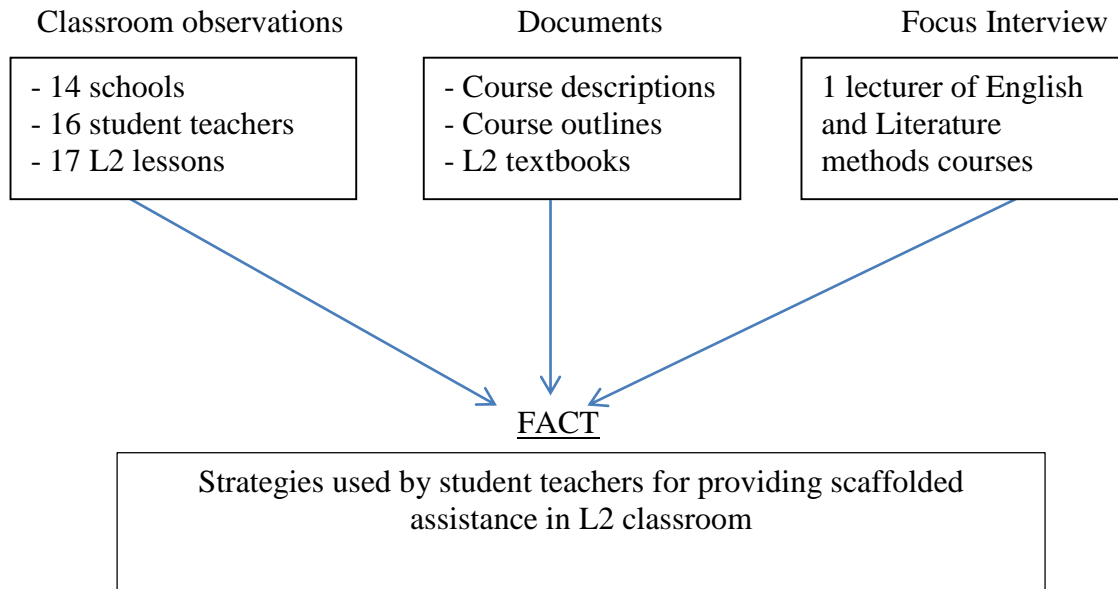 Classroom observations
- 14 schools
- 16 student teachers
- 17 L2 lessons
Documents
- Course descriptions
- Course outlines
- L2 textbooks
Focus Interview
1 lecturer of English
and Literature
methods courses
FACT
Strategies used by student teachers for providing scaffolded
assistance in L2 classroom